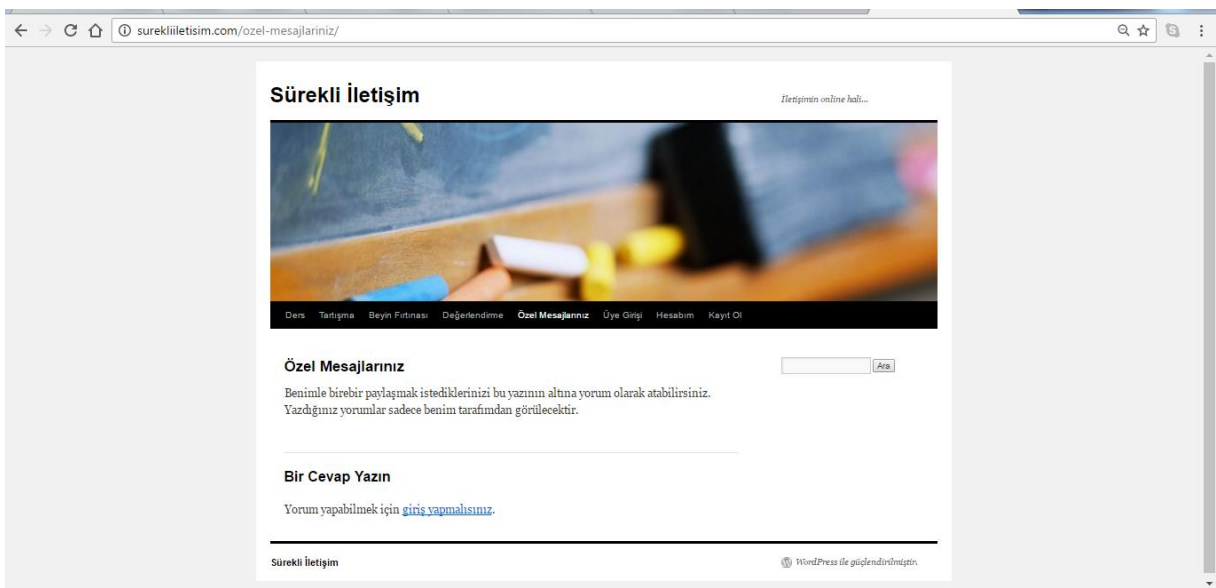 surekliiletisim.com/ozel-mesajlariniz/
Sürekli İletişim
İletişimin online hali...
Ders Tartışma Beyin Fırtınası Değerlendirme Özel Mesajlarınız Üye Girişi Hesabım Kayıt Ol
Özel Mesajlarınız
Ara
Benimle birebir paylaşmak istediklerinizi bu yazının altına yorum olarak atabilirsiniz.
Yazdığınız yorumlar sadece benim tarafımdan görülecektir.
Bir Cevap Yazın
Yorum yapabilmek için giriş yapmalısınız.
Sürekli İletişim
WordPress ile güçlendirilmiştir.